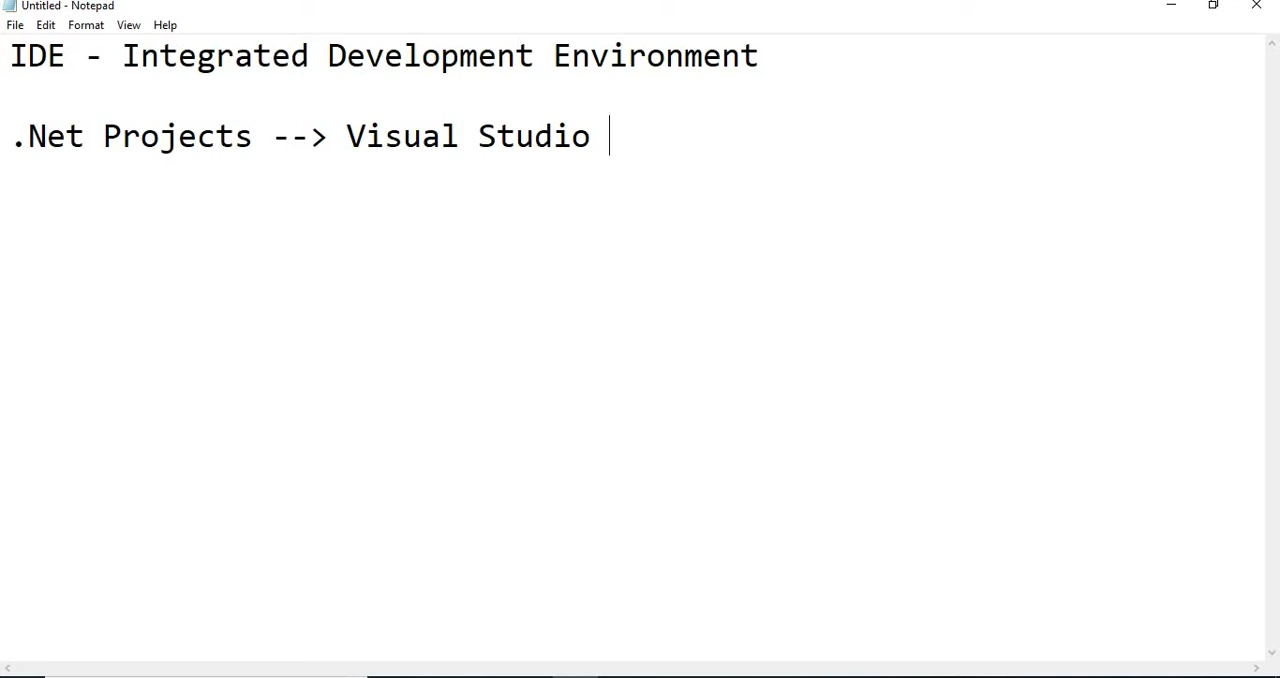 Untitled - Notepad
File Edit Format View Help
IDE - Integrated Development Environment
.Net Projects --> Visual Studio